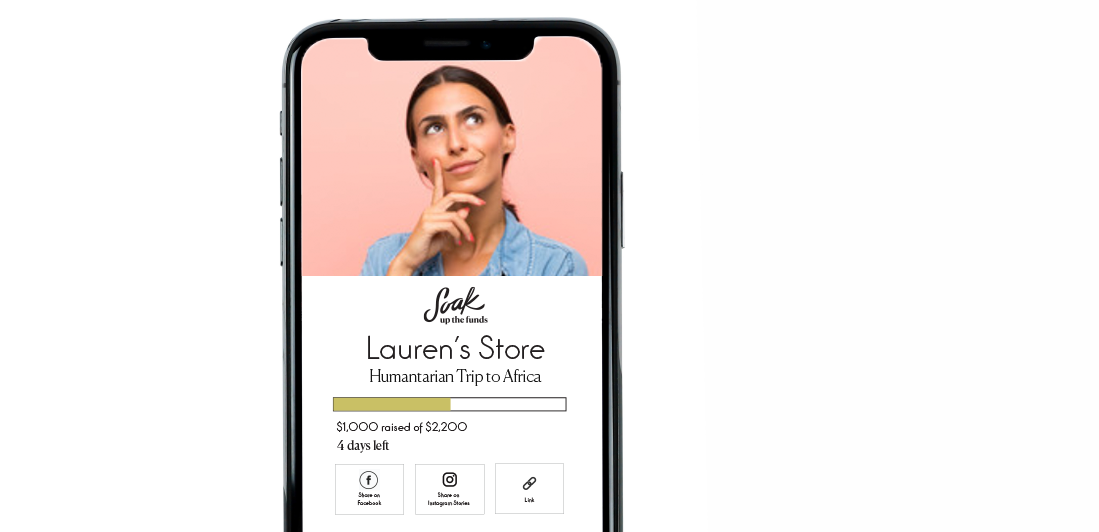 Soak
up the funds
Lauren's Store
Humantarian Trip to Africa
$1,000 raised of $2,200
4 days left
Share on
Facebook
Share on
Instagram Stories
Link